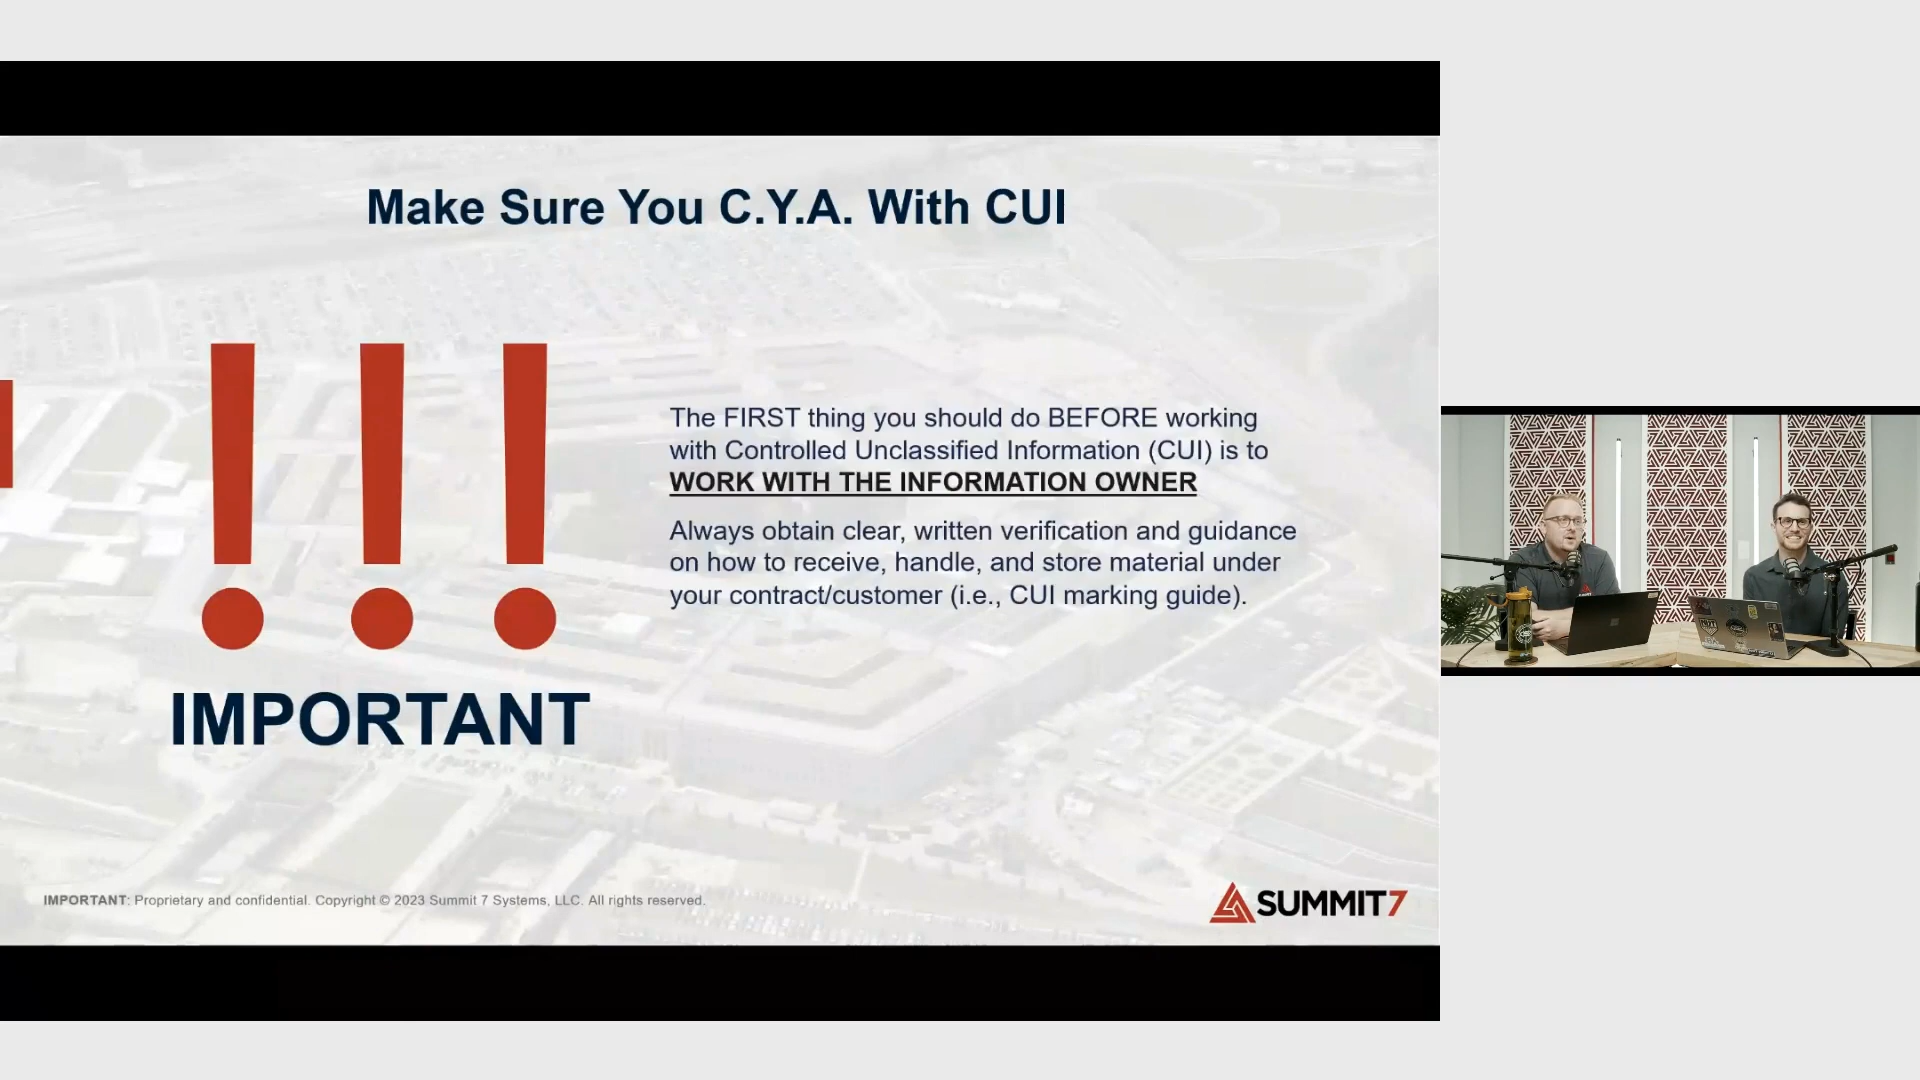 Make Sure You C.Y.A. With CUI
The FIRST thing you should do BEFORE working
with Controlled Unclassified Information (CUI) is to
WORK WITH THE INFORMATION OWNER
Always obtain clear, written verification and guidance
on how to receive, handle, and store material under
your contract/customer (i.e., CUI marking guide).
!!!
IMPORTANT
IMPORTANT: Proprietary and confidential. Copyright © 2023 Summit 7 Systems, LLC. All rights reserved.
SUMMIT7